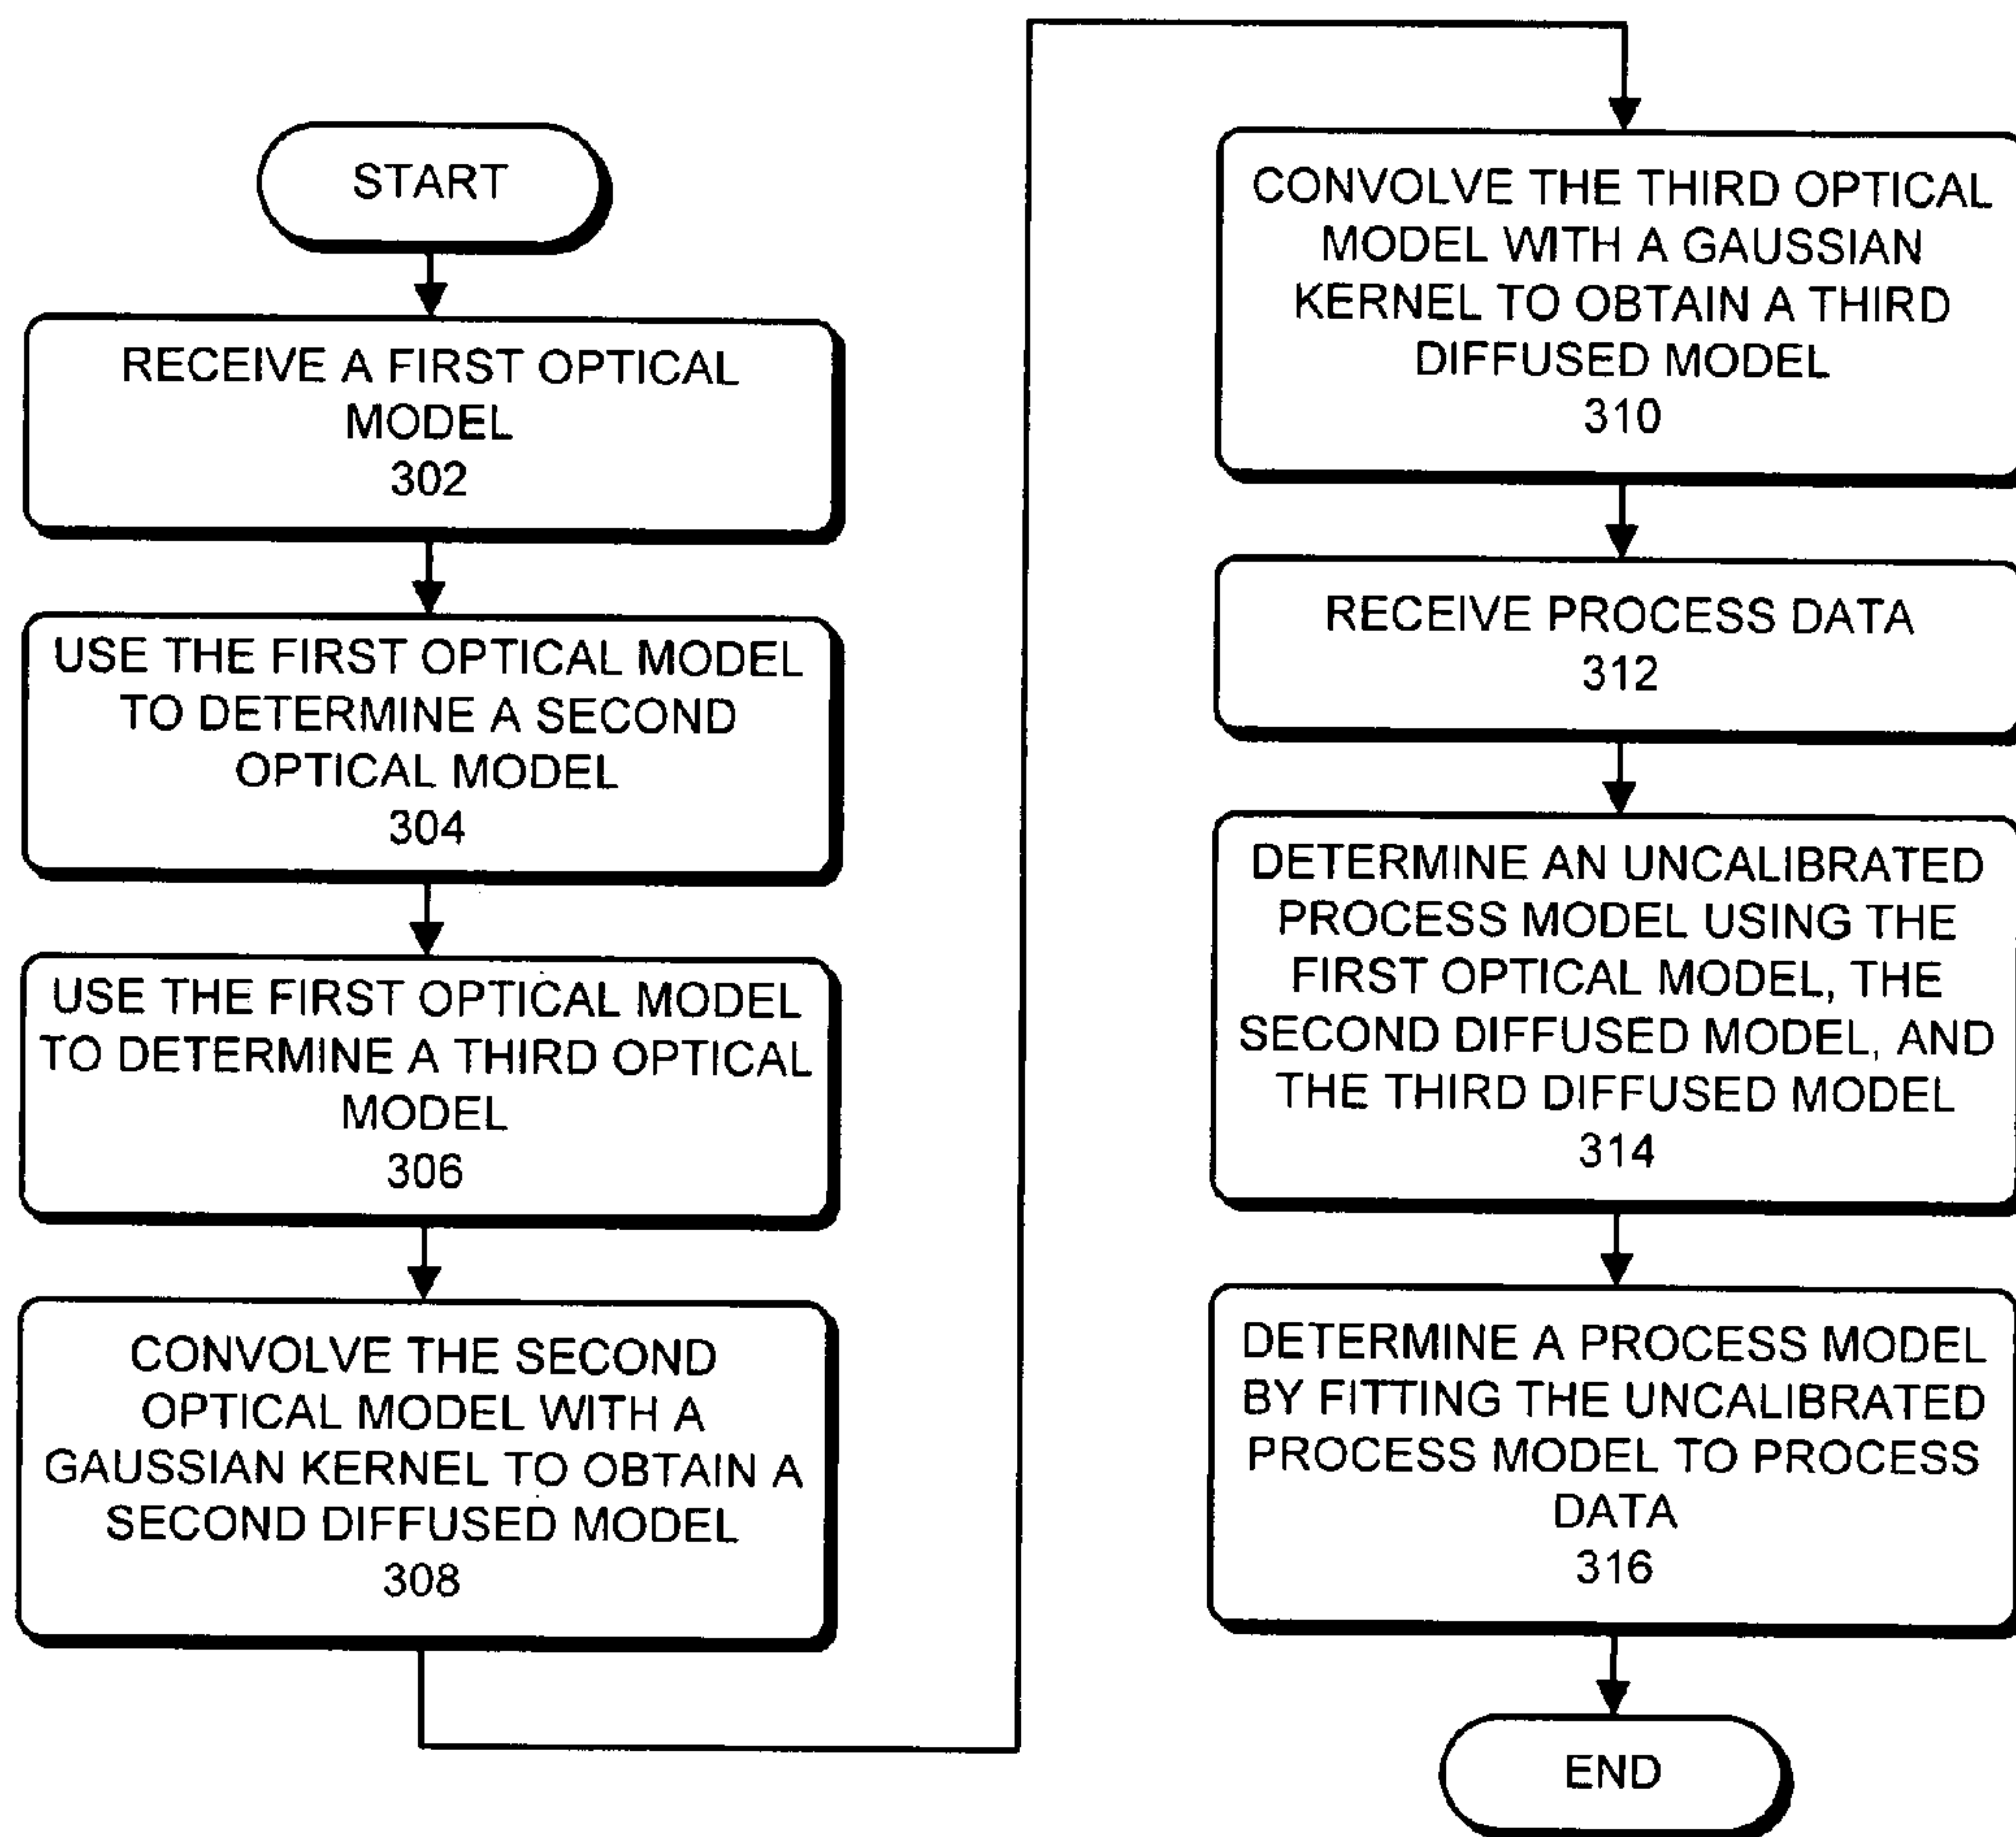 START
RECEIVE A FIRST OPTICAL
MODEL
302
USE THE FIRST OPTICAL MODEL
TO DETERMINE A SECOND
OPTICAL MODEL
304
USE THE FIRST OPTICAL MODEL
TO DETERMINE A THIRD OPTICAL
MODEL
306
CONVOLVE THE SECOND
OPTICAL MODEL WITH A
GAUSSIAN KERNEL TO OBTAIN A
SECOND DIFFUSED MODEL
308
CONVOLVE THE THIRD OPTICAL
MODEL WITH A GAUSSIAN
KERNEL TO OBTAIN A THIRD
DIFFUSED MODEL
310
RECEIVE PROCESS DATA
312
DETERMINE AN UNCALIBRATED
PROCESS MODEL USING THE
FIRST OPTICAL MODEL, THE
SECOND DIFFUSED MODEL, AND
THE THIRD DIFFUSED MODEL
314
DETERMINE A PROCESS MODEL
BY FITTING THE UNCALIBRATED
PROCESS MODEL TO PROCESS
DATA
316
END